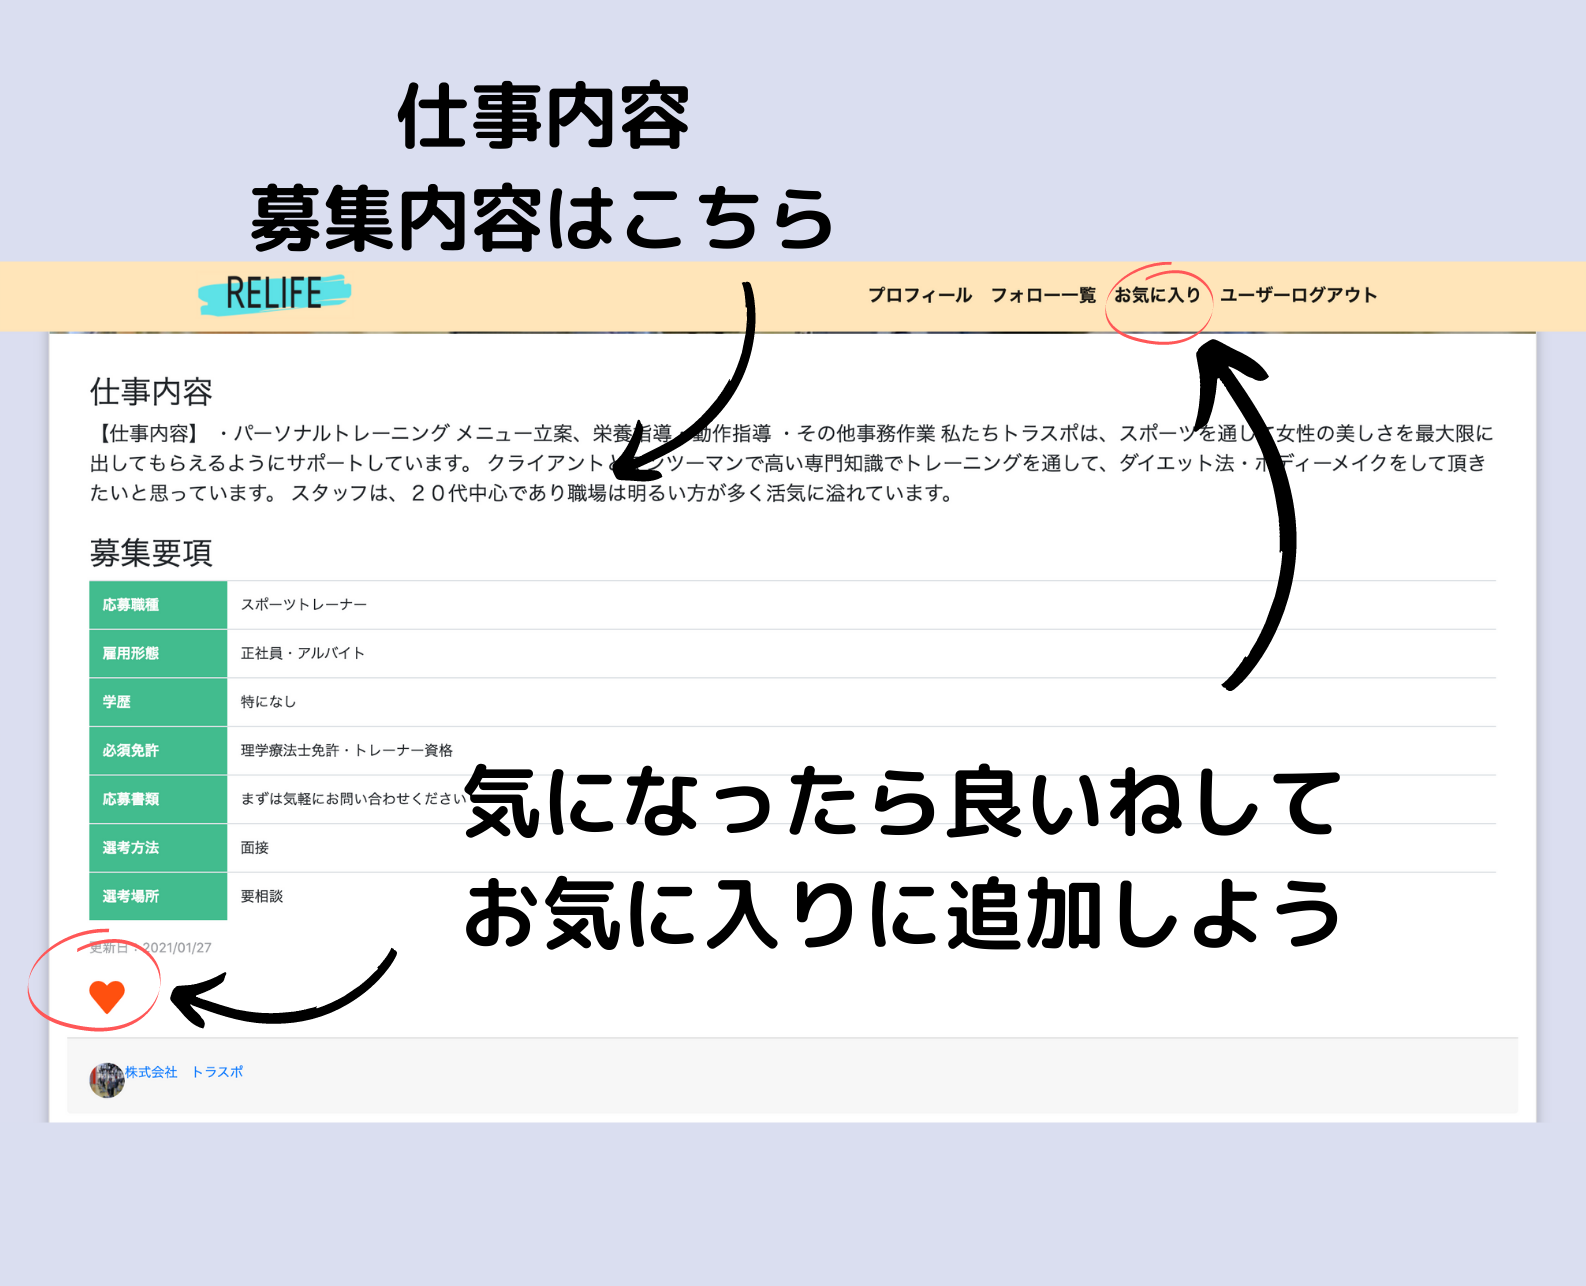 仕事内容
募集内容はこちら
RELIFE
プロフィール フォロー一覧 お気に入り ユーザーログアウト
仕事内容
【仕事内容】 ・パーソナルトレーニング メニュー立案、栄養指導・動作指導 ・その他事務作業 私たちトラスポは、スポーツを通して女性の美しさを最大限に
出してもらえるようにサポートしています。 クライアントとマンツーマンで高い専門知識でトレーニングを通して、ダイエット法・ボディーメイクをして頂き
たいと思っています。 スタッフは、２０代中心であり職場は明るい方が多く活気に溢れています。
募集要項
応募職種 スポーツトレーナー
雇用形態 正社員・アルバイト
学歴 特になし
必須免許 理学療法士免許・トレーナー資格
応募書類 まずは気軽にお問い合わせください
選考方法 面接
選考場所 要相談
気になったら良いねして
お気に入りに追加しよう
更新日：2021/01/27
株式会社　トラスポ